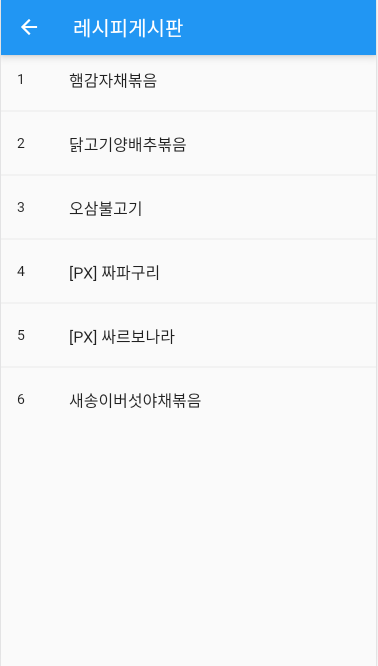 레시피게시판
1 햄감자채볶음
2 닭고기양배추볶음
3 오삼불고기
4 [PX] 짜파구리
5 [PX] 싸르보나라
6 새송이버섯야채볶음